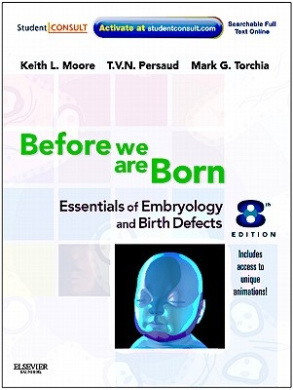 Student CONSULT
Activate at studentconsult.com
Searchable Full
Text Online
Keith L. Moore T.V.N. Persaud Mark G. Torchia
Before we
are Born
Essentials of Embryology
and Birth Defects
8th
EDITION
Includes
access to
unique
animations!
ELSEVIER
SAUNDERS